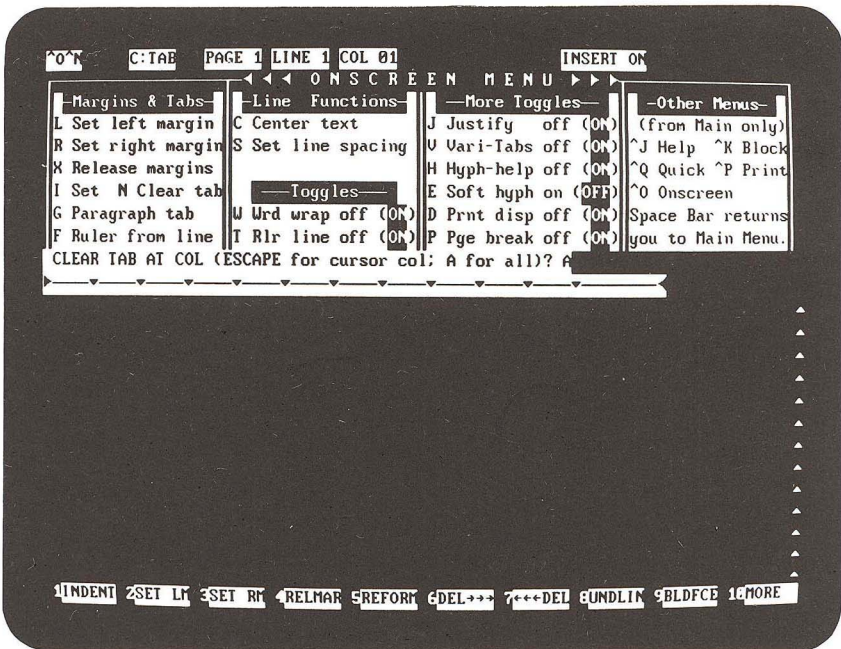 ^O^N C:TAB PAGE 1 LINE 1 COL 01 INSERT ON
◄ ◄ ◄ O N S C R E E N M E N U ► ► ►
—Margins & Tabs— —Line Functions— —More Toggles— —Other Menus—
L Set left margin C Center text J Justify off (ON) (from Main only)
R Set right margin S Set line spacing V Vari-Tabs off (ON) ^J Help ^K Block
X Release margins H Hyph-help off (ON) ^Q Quick ^P Print
I Set N Clear tab —Toggles— E Soft hyph on (OFF) ^O Onscreen
G Paragraph tab W Wrd wrap off (ON) D Prnt disp off (ON) Space Bar returns
F Ruler from line T Rlr line off (ON) P Pge break off (ON) you to Main Menu.
CLEAR TAB AT COL (ESCAPE for cursor col; A for all)? A
1INDENT 2SET LM 3SET RM 4RELMAR 5REFORM 6DEL→→→ 7←←←DEL 8UNDLIN 9BLDFCE 10MORE